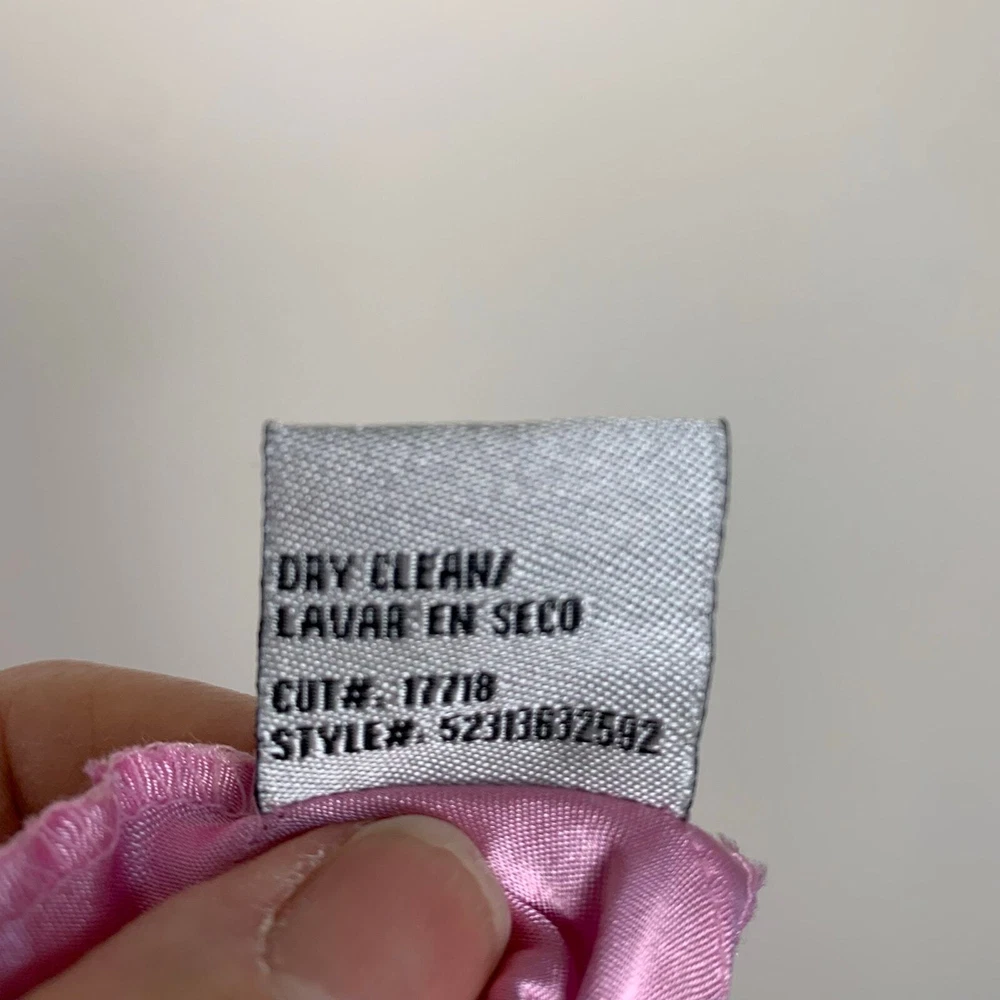 DRY CLEAN/
LAVAR EN SECO
CUT#: 17718
STYLE#: 52313632592